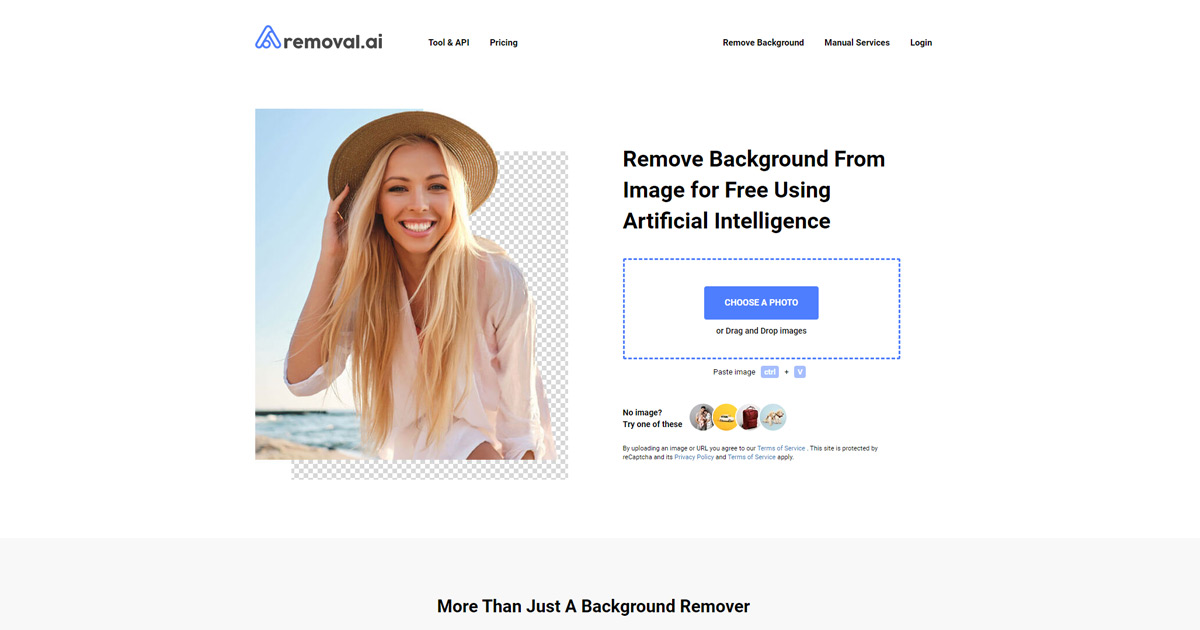 removal.ai
Tool & API
Pricing
Remove Background
Manual Services
Login
Remove Background From
Image for Free Using
Artificial Intelligence
CHOOSE A PHOTO
or Drag and Drop images
Paste image ctrl + V
No image?
Try one of these
By uploading an image or URL you agree to our Terms of Service . This site is protected by
reCaptcha and its Privacy Policy and Terms of Service apply.
More Than Just A Background Remover